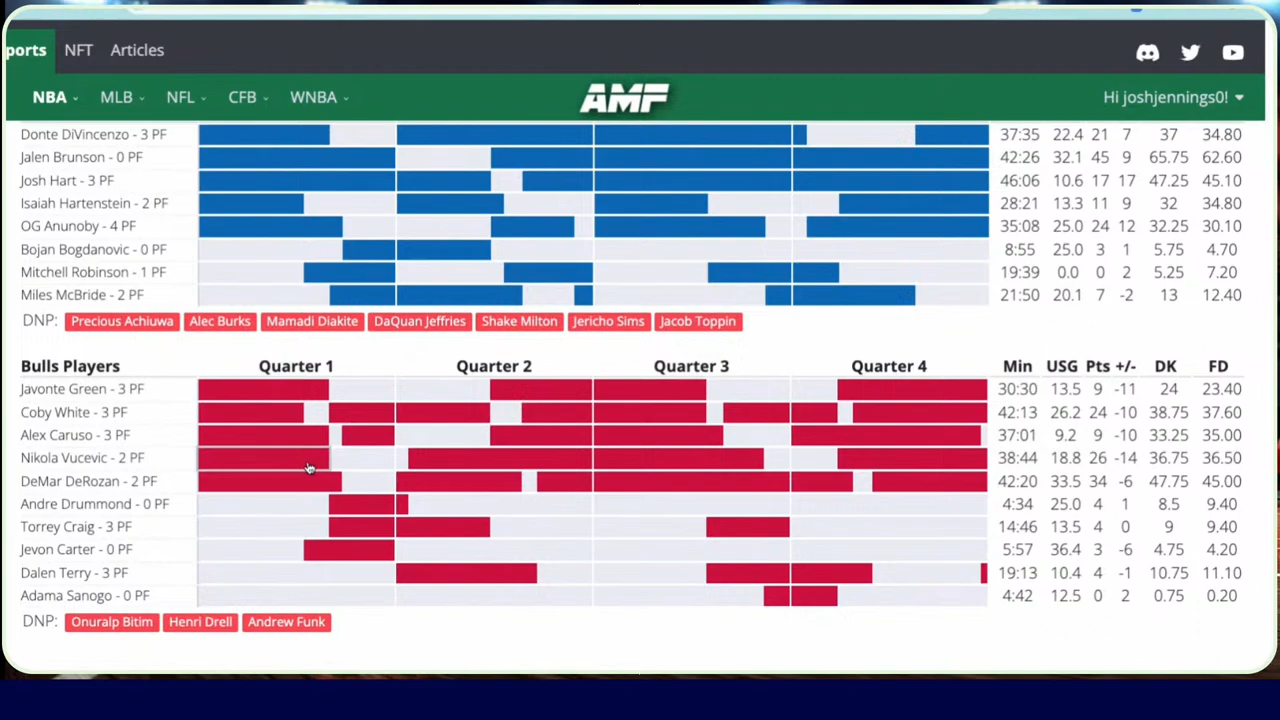 ports NFT Articles
NBA MLB NFL CFB WNBA AMF Hi joshjennings0!
Donte DiVincenzo - 3 PF 37:35 22.4 21 7 37 34.80
Jalen Brunson - 0 PF 42:26 32.1 45 9 65.75 62.60
Josh Hart - 3 PF 46:06 10.6 17 17 47.25 45.10
Isaiah Hartenstein - 2 PF 28:21 13.3 11 9 32 34.80
OG Anunoby - 4 PF 35:08 25.0 24 12 32.25 30.10
Bojan Bogdanovic - 0 PF 8:55 25.0 3 1 5.75 4.70
Mitchell Robinson - 1 PF 19:39 0.0 0 2 5.25 7.20
Miles McBride - 2 PF 21:50 20.1 7 -2 13 12.40
DNP: Precious Achiuwa Alec Burks Mamadi Diakite DaQuan Jeffries Shake Milton Jericho Sims Jacob Toppin
Bulls Players Quarter 1 Quarter 2 Quarter 3 Quarter 4 Min USG Pts +/- DK FD
Javonte Green - 3 PF 30:30 13.5 9 -11 24 23.40
Coby White - 3 PF 42:13 26.2 24 -10 38.75 37.60
Alex Caruso - 3 PF 37:01 9.2 9 -10 33.25 35.00
Nikola Vucevic - 2 PF 38:44 18.8 26 -14 36.75 36.50
DeMar DeRozan - 2 PF 42:20 33.5 34 -6 47.75 45.00
Andre Drummond - 0 PF 4:34 25.0 4 1 8.5 9.40
Torrey Craig - 3 PF 14:46 13.5 4 0 9 9.40
Jevon Carter - 0 PF 5:57 36.4 3 -6 4.75 4.20
Dalen Terry - 3 PF 19:13 10.4 4 -1 10.75 11.10
Adama Sanogo - 0 PF 4:42 12.5 0 2 0.75 0.20
DNP: Onuralp Bitim Henri Drell Andrew Funk